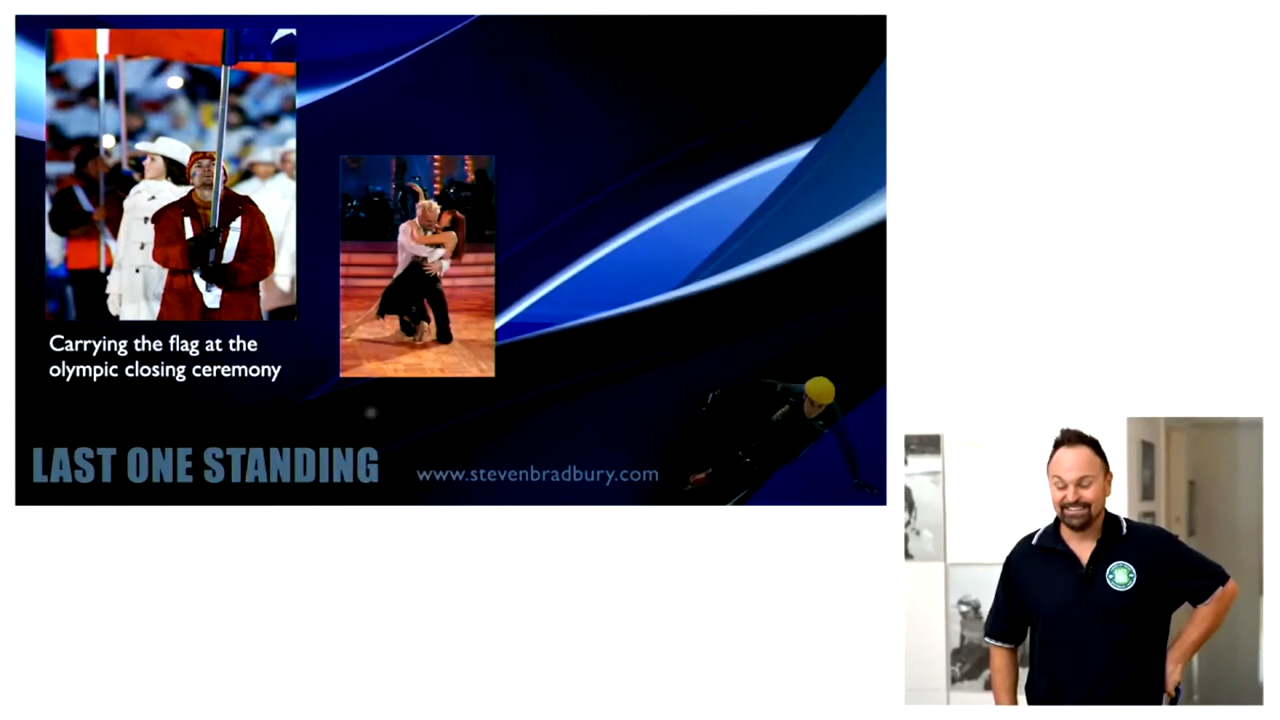 Carrying the flag at the
olympic closing ceremony
LAST ONE STANDING
www.stevenbradbury.com